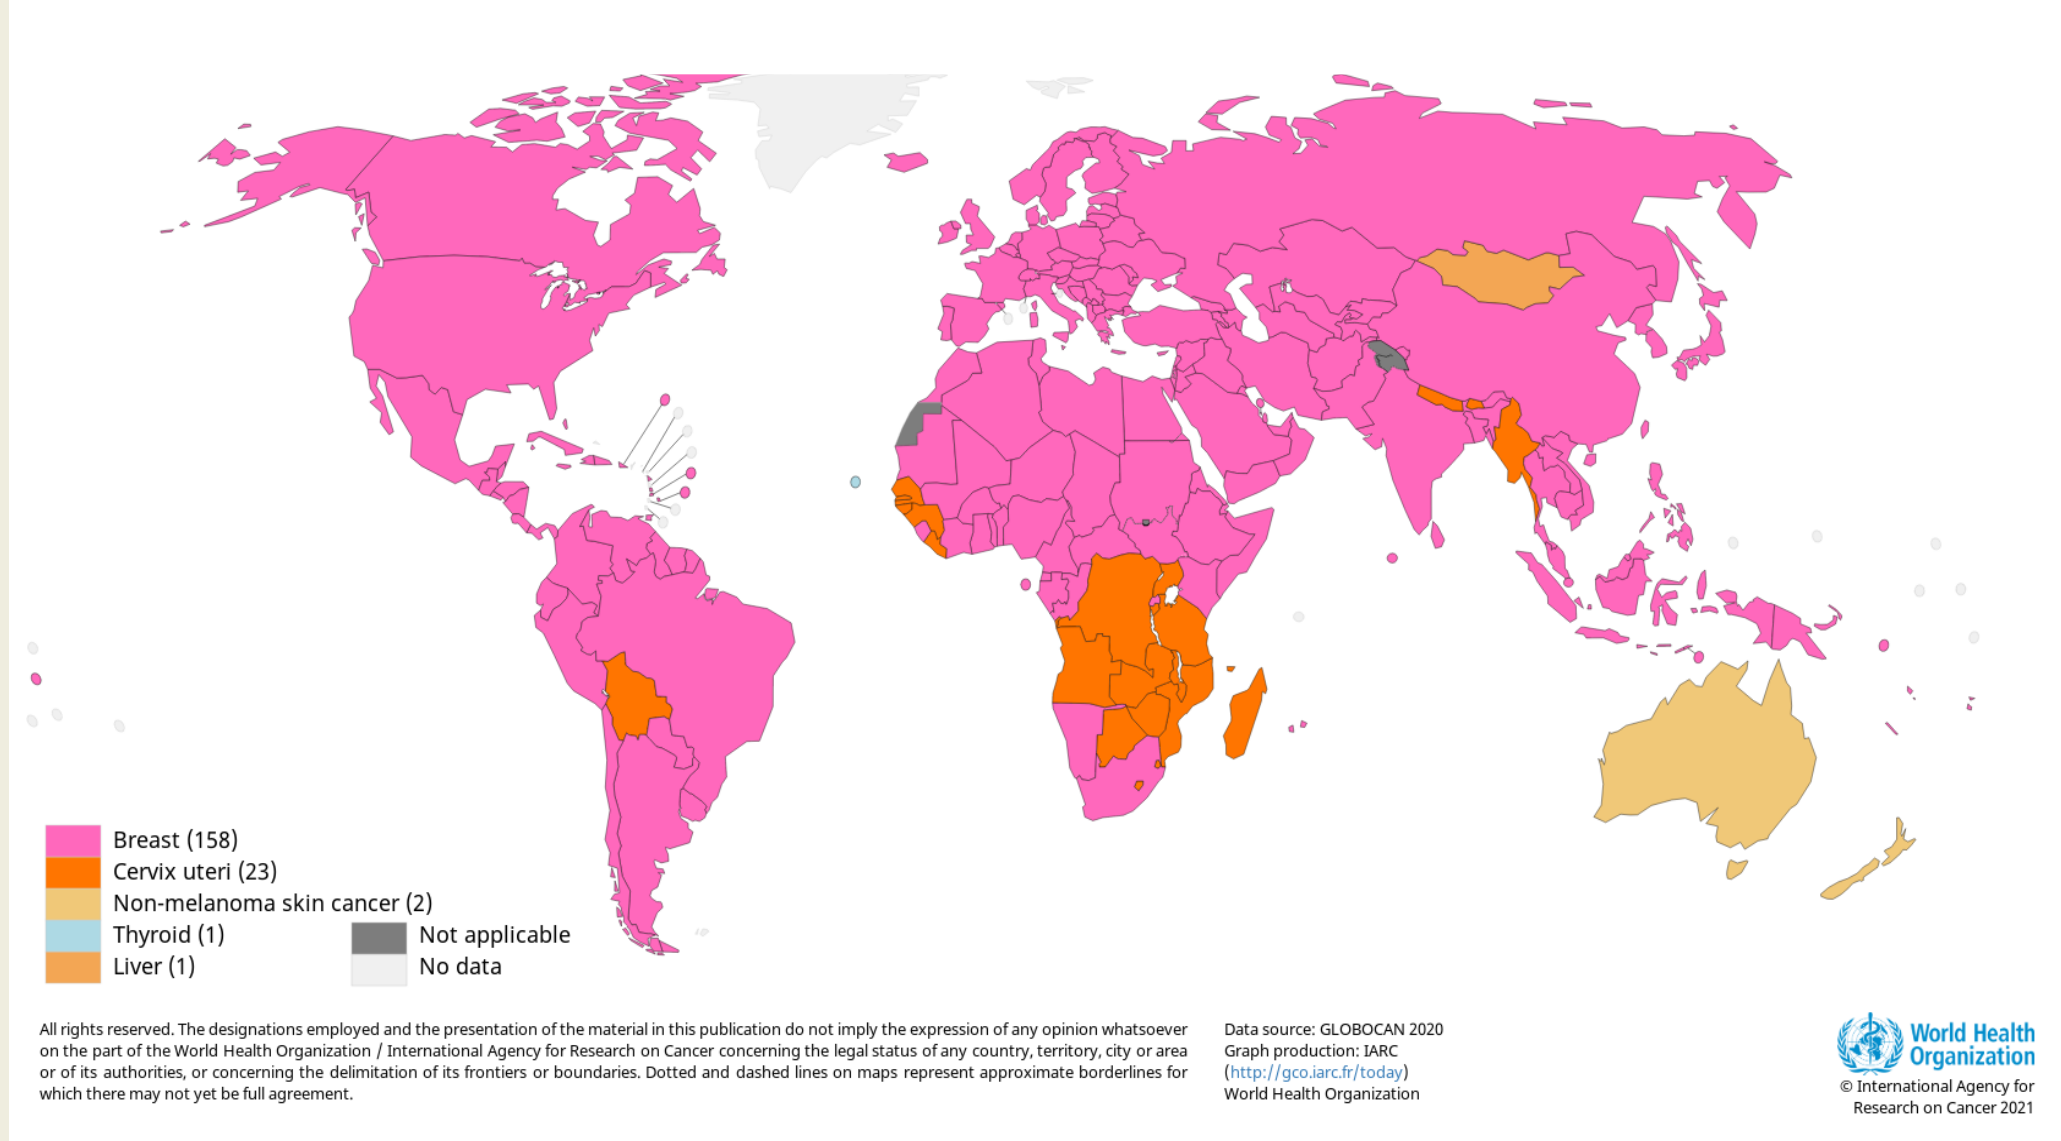 Breast (158)
Cervix uteri (23)
Non-melanoma skin cancer (2)
Thyroid (1)
Liver (1)
Not applicable
No data
All rights reserved. The designations employed and the presentation of the material in this publication do not imply the expression of any opinion whatsoever
on the part of the World Health Organization / International Agency for Research on Cancer concerning the legal status of any country, territory, city or area
or of its authorities, or concerning the delimitation of its frontiers or boundaries. Dotted and dashed lines on maps represent approximate borderlines for
which there may not yet be full agreement.
Data source: GLOBOCAN 2020
Graph production: IARC
(http://gco.iarc.fr/today)
World Health Organization
World Health
Organization
© International Agency for
Research on Cancer 2021